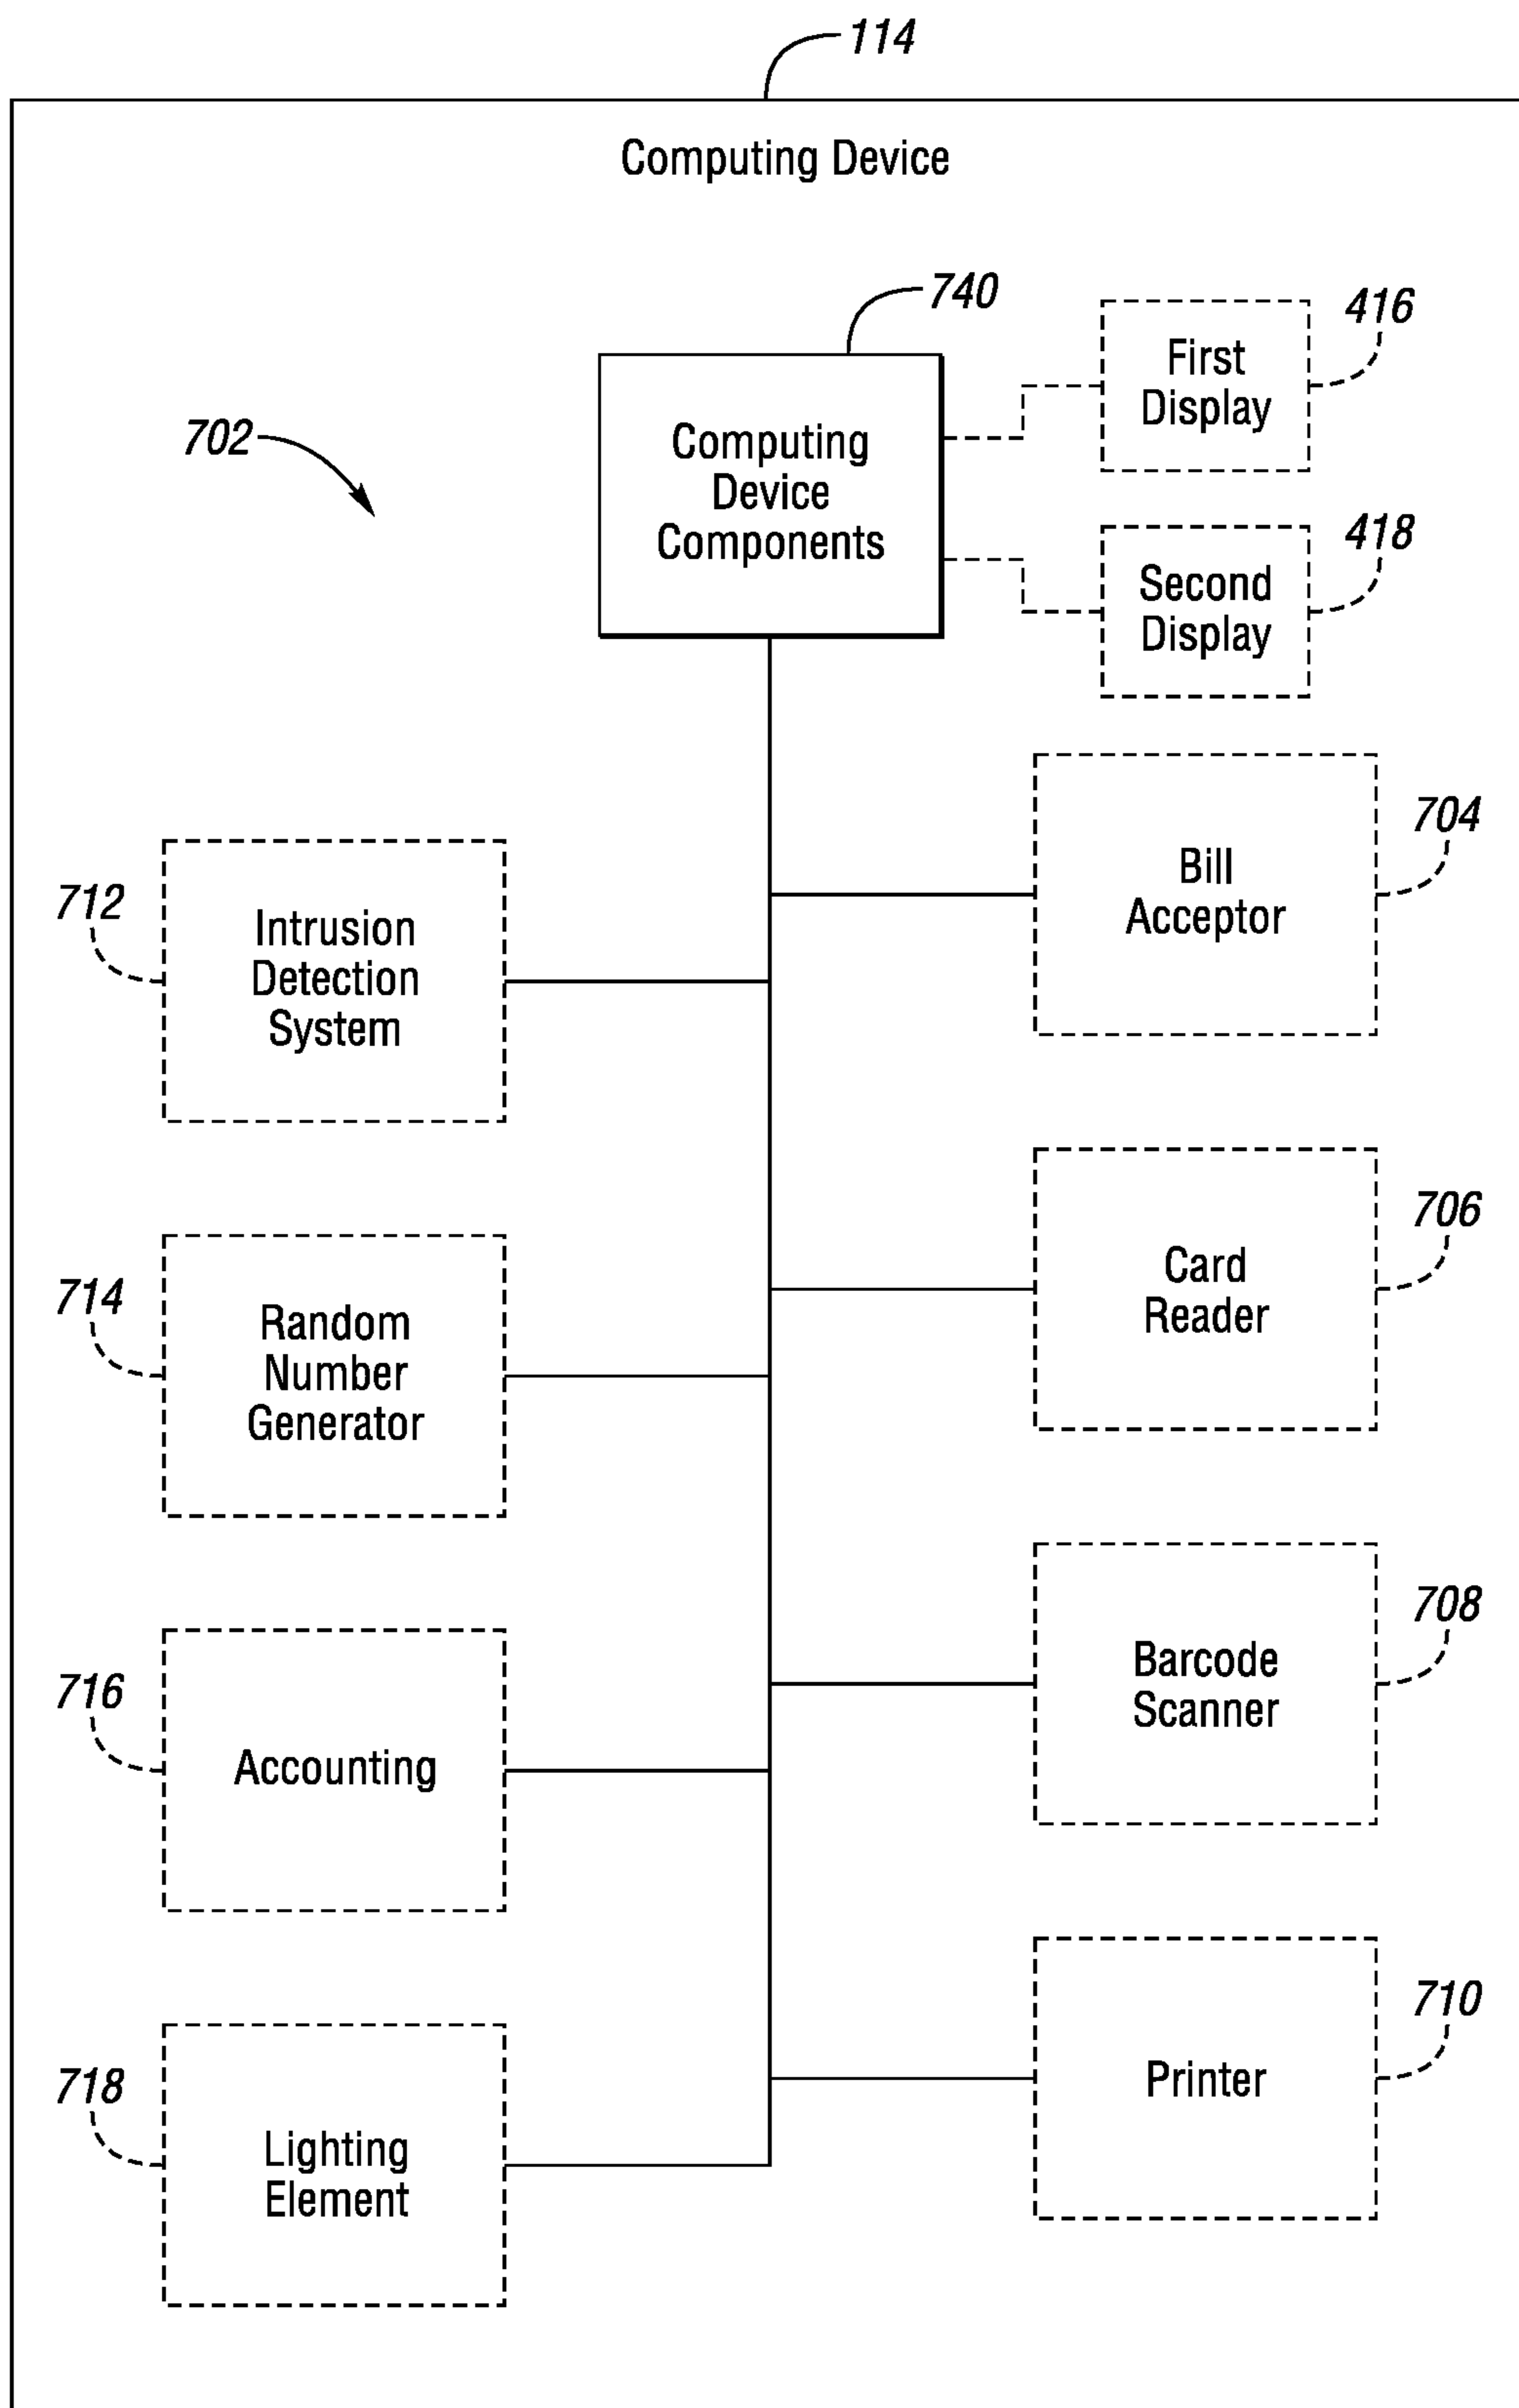 114
Computing Device
740
416
First
Display
702
Computing
Device
Components
418
Second
Display
704
Bill
Acceptor
712
Intrusion
Detection
System
706
Card
Reader
714
Random
Number
Generator
708
Barcode
Scanner
716
Accounting
710
Printer
718
Lighting
Element